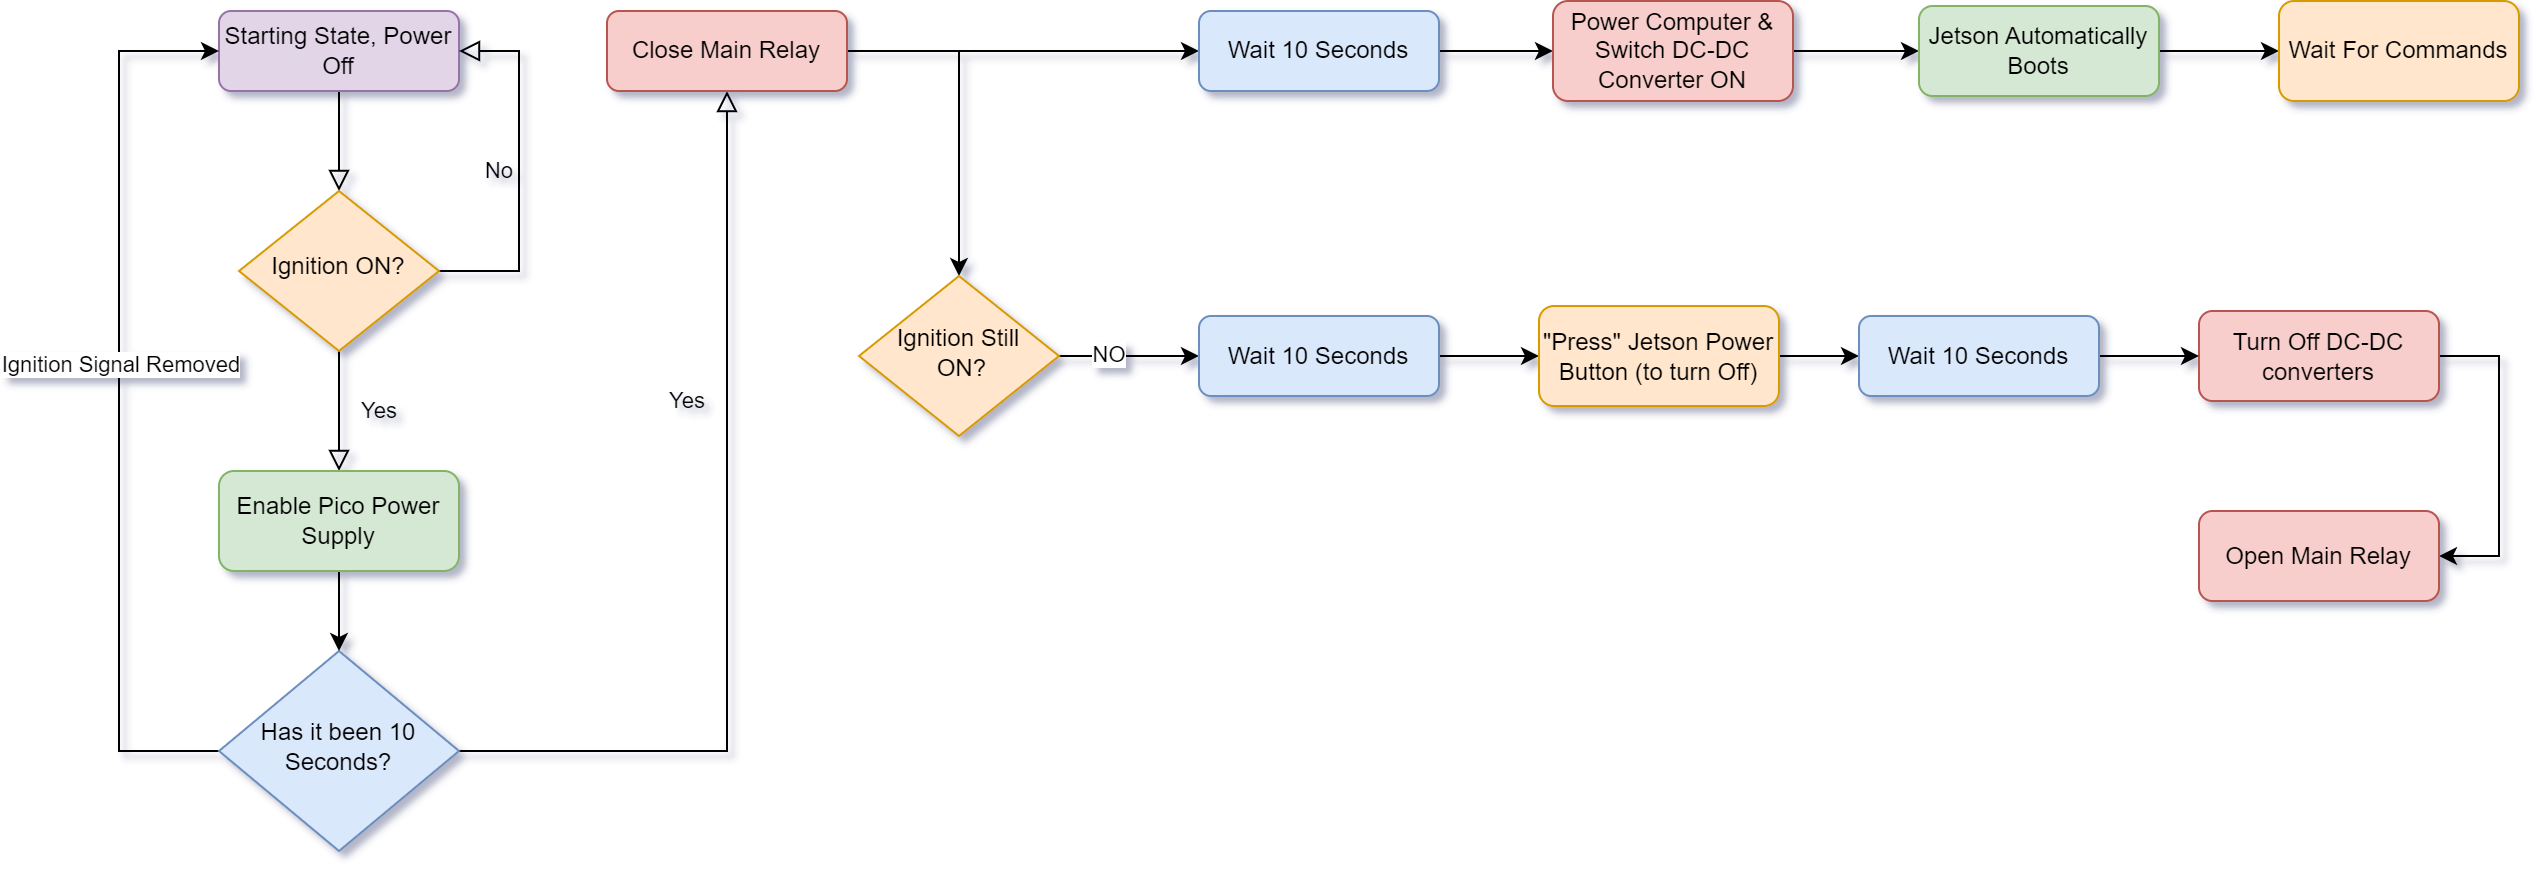 Starting State, Power
Off
No
Ignition ON?
Ignition Signal Removed
Yes
Enable Pico Power
Supply
Has it been 10
Seconds?
Yes
Close Main Relay
Wait 10 Seconds
Power Computer &
Switch DC-DC
Converter ON
Jetson Automatically
Boots
Wait For Commands
Ignition Still
ON?
NO
Wait 10 Seconds
"Press" Jetson Power
Button (to turn Off)
Wait 10 Seconds
Turn Off DC-DC
converters
Open Main Relay